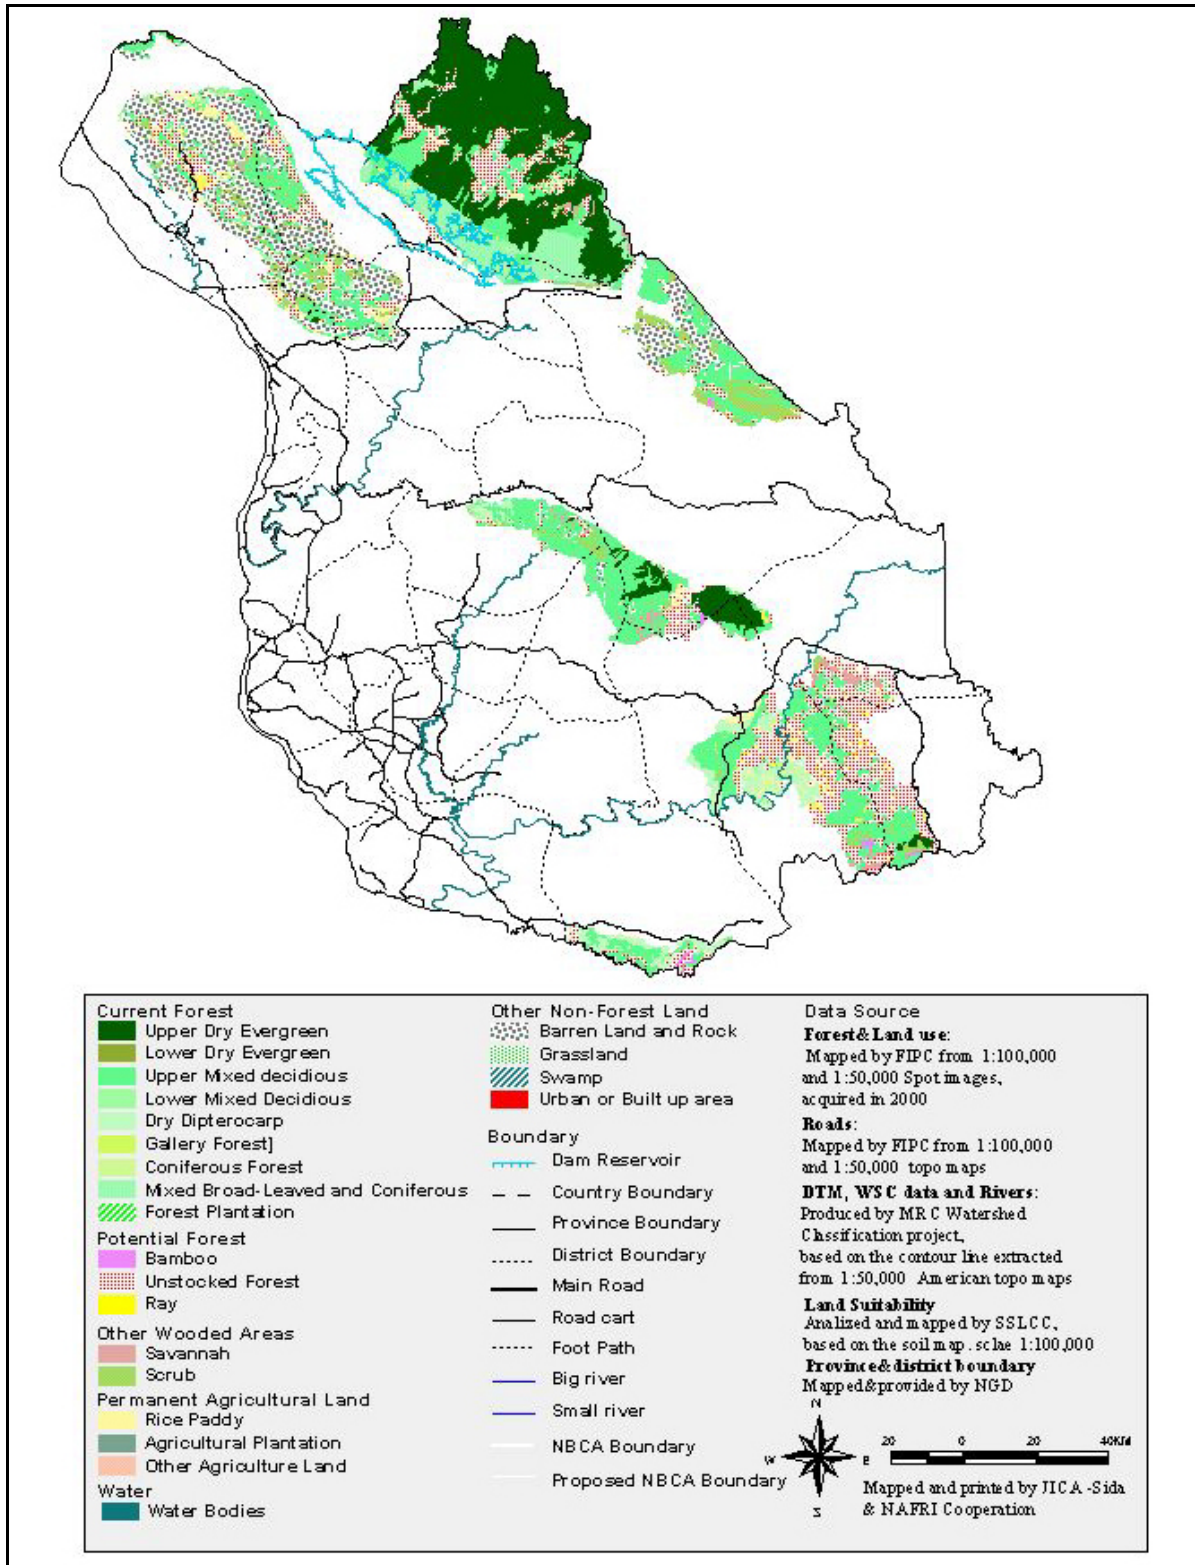 Current Forest
Upper Dry Evergreen
Lower Dry Evergreen
Upper Mixed decidious
Lower Mixed Decidious
Dry Dipterocarp
Gallery Forest]
Coniferous Forest
Mixed Broad-Leaved and Coniferous
Forest Plantation
Potential Forest
Bamboo
Unstocked Forest
Ray
Other Wooded Areas
Savannah
Scrub
Permanent Agricultural Land
Rice Paddy
Agricultural Plantation
Other Agriculture Land
Water
Water Bodies
Other Non-Forest Land
Barren Land and Rock
Grassland
Swamp
Urban or Built up area
Boundary
Dam Reservoir
Country Boundary
Province Boundary
District Boundary
Main Road
Road cart
Foot Path
Big river
Small river
NBCA Boundary
Proposed NBCA Boundary
Data Source
Forest& Land use:
Mapped by FIPC from 1:100,000
and 1:50,000 Spot images,
acquired in 2000
Roads:
Mapped by FIPC from 1:100,000
and 1:50,000 topo maps
DTM, WSC data and Rivers:
Produced by MRC Watershed
Classification project,
based on the contour line extracted
from 1:50,000 American topo maps
Land Suitability
Analized and mapped by SSLCC,
based on the soil map. sclae 1:100,000
Province& district boundary
Mapped&provided by NGD
N
W E
S
20 0 20 40KM
Mapped and printed by JICA -Sida
& NAFRI Cooperation